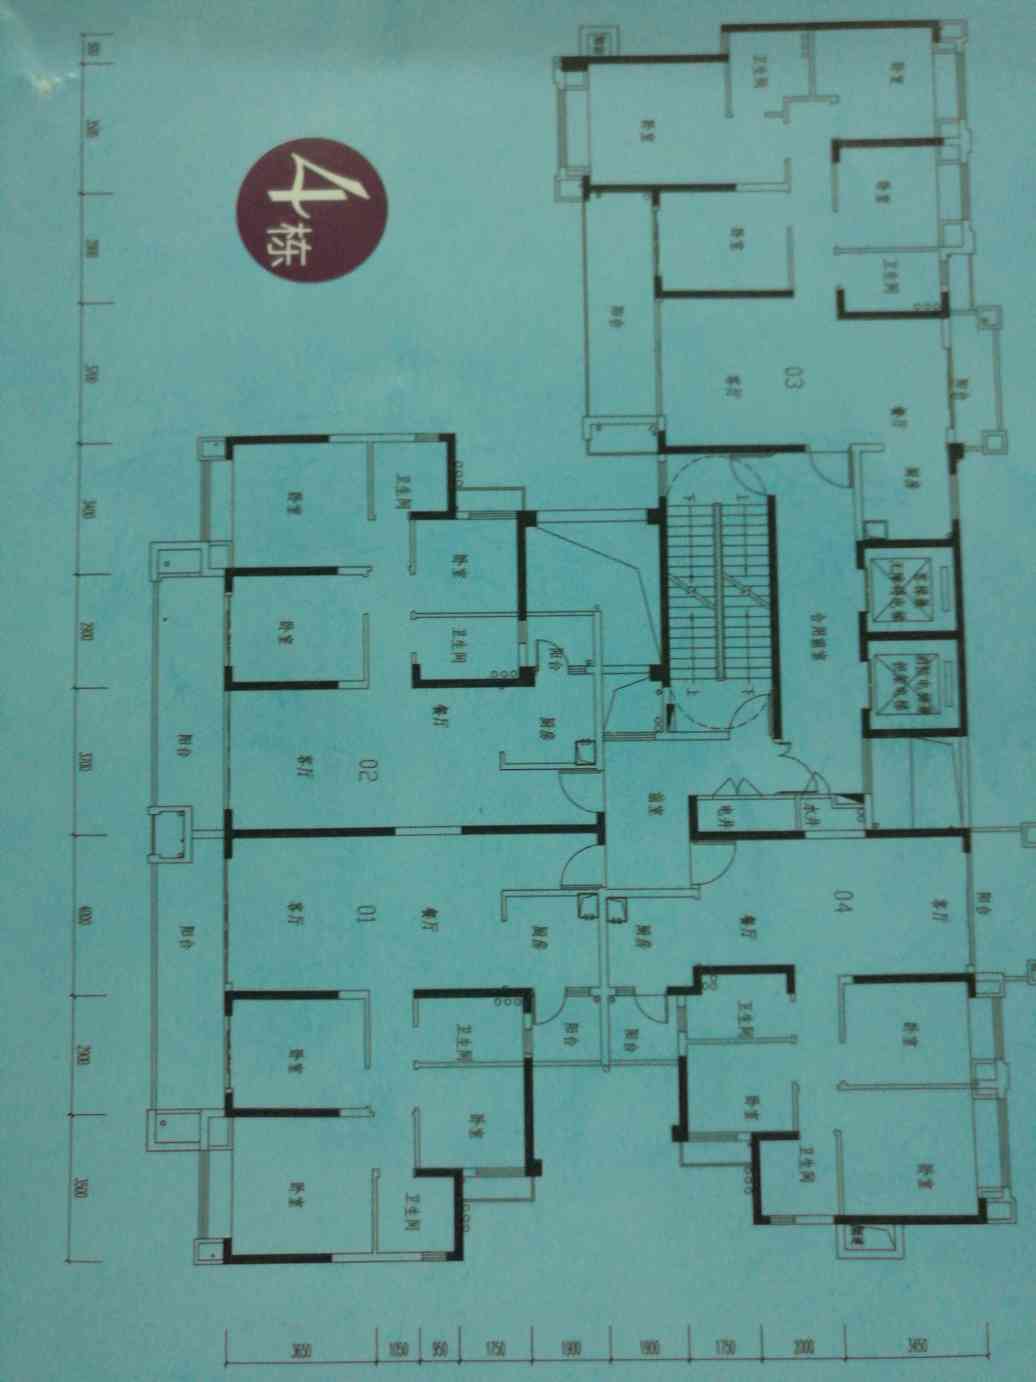 4栋
卧室
卫生间
卧室
卧室
卧室
卫生间
阳台
客厅
03
餐厅
阳台
厨房
卧室
卫生间
卧室
卧室
卫生间
阳台
餐厅
厨房
客厅
02
阳台
上
下
上
下
合用前室
前室
电井
水井
客厅
01
餐厅
厨房
阳台
卧室
卫生间
阳台
卧室
卧室
卫生间
厨房
餐厅
04
客厅
阳台
阳台
卫生间
卧室
卧室
卫生间
卧室
3400
2900
3700
4000
2900
3500
3650
1050
950
1750
1900
1900
1750
2000
3450